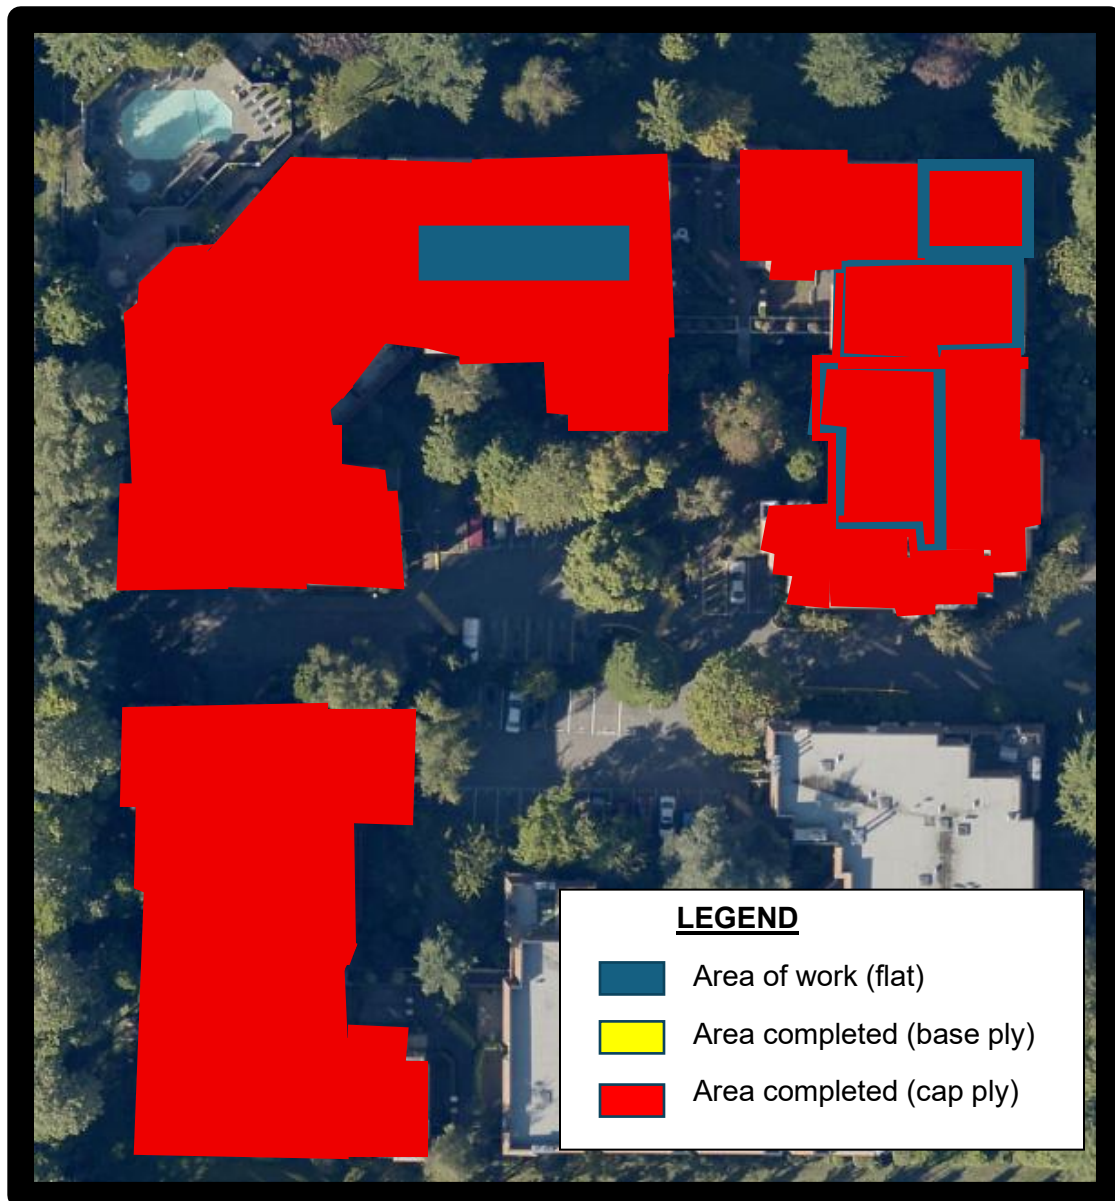 LEGEND
Area of work (flat)
Area completed (base ply)
Area completed (cap ply)